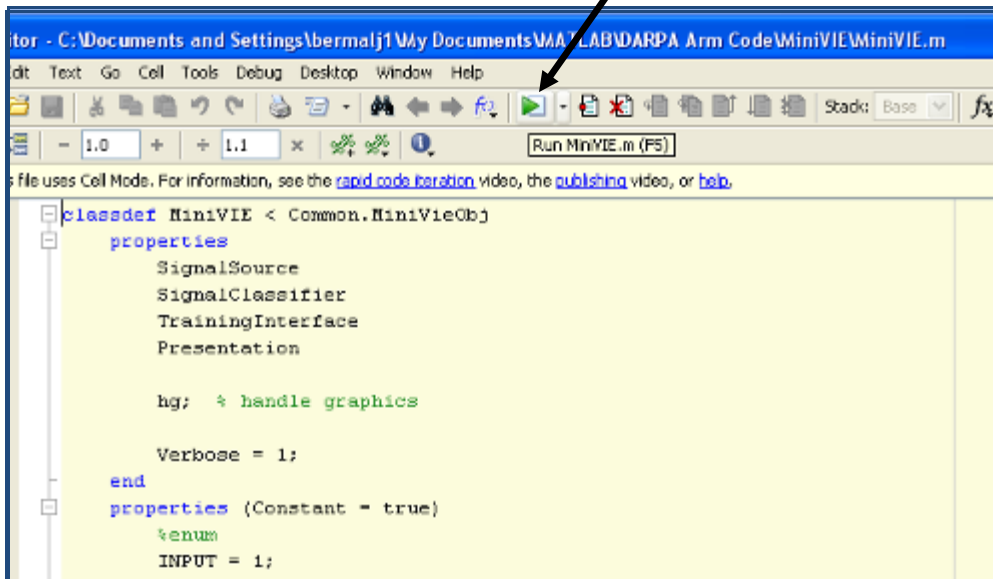 itor - C:\Documents and Settings\bermalj1\My Documents\MATLAB\DARPA Arm Code\MiniVIE\MiniVIE.m
dit Text Go Cell Tools Debug Desktop Window Help
Stack: Base fx
- 1.0 + ÷ 1.1 ×
Run MiniVIE.m (F5)
s file uses Cell Mode. For information, see the rapid code iteration video, the publishing video, or help.
classdef MiniVIE < Common.MiniVieObj
properties
SignalSource
SignalClassifier
TrainingInterface
Presentation
hg; % handle graphics
Verbose = 1;
end
properties (Constant = true)
%enum
INPUT = 1;